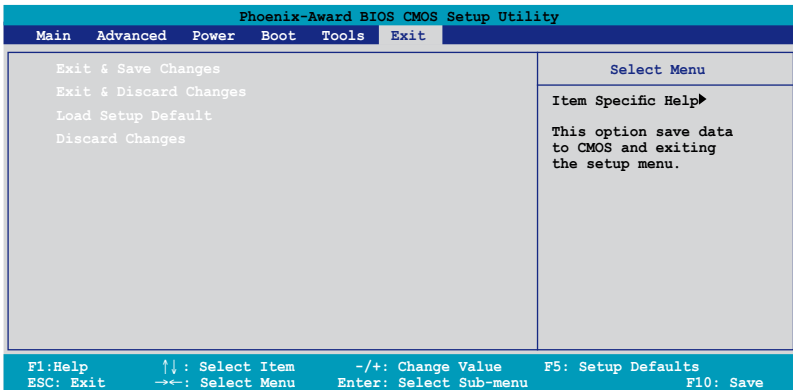 Phoenix-Award BIOS CMOS Setup Utility
Main Advanced Power Boot Tools Exit
Exit & Save Changes
Exit & Discard Changes
Load Setup Default
Discard Changes
Select Menu
Item Specific Help▶
This option save data
to CMOS and exiting
the setup menu.
F1:Help ↑↓: Select Item -/+: Change Value F5: Setup Defaults
ESC: Exit →←: Select Menu Enter: Select Sub-menu F10: Save